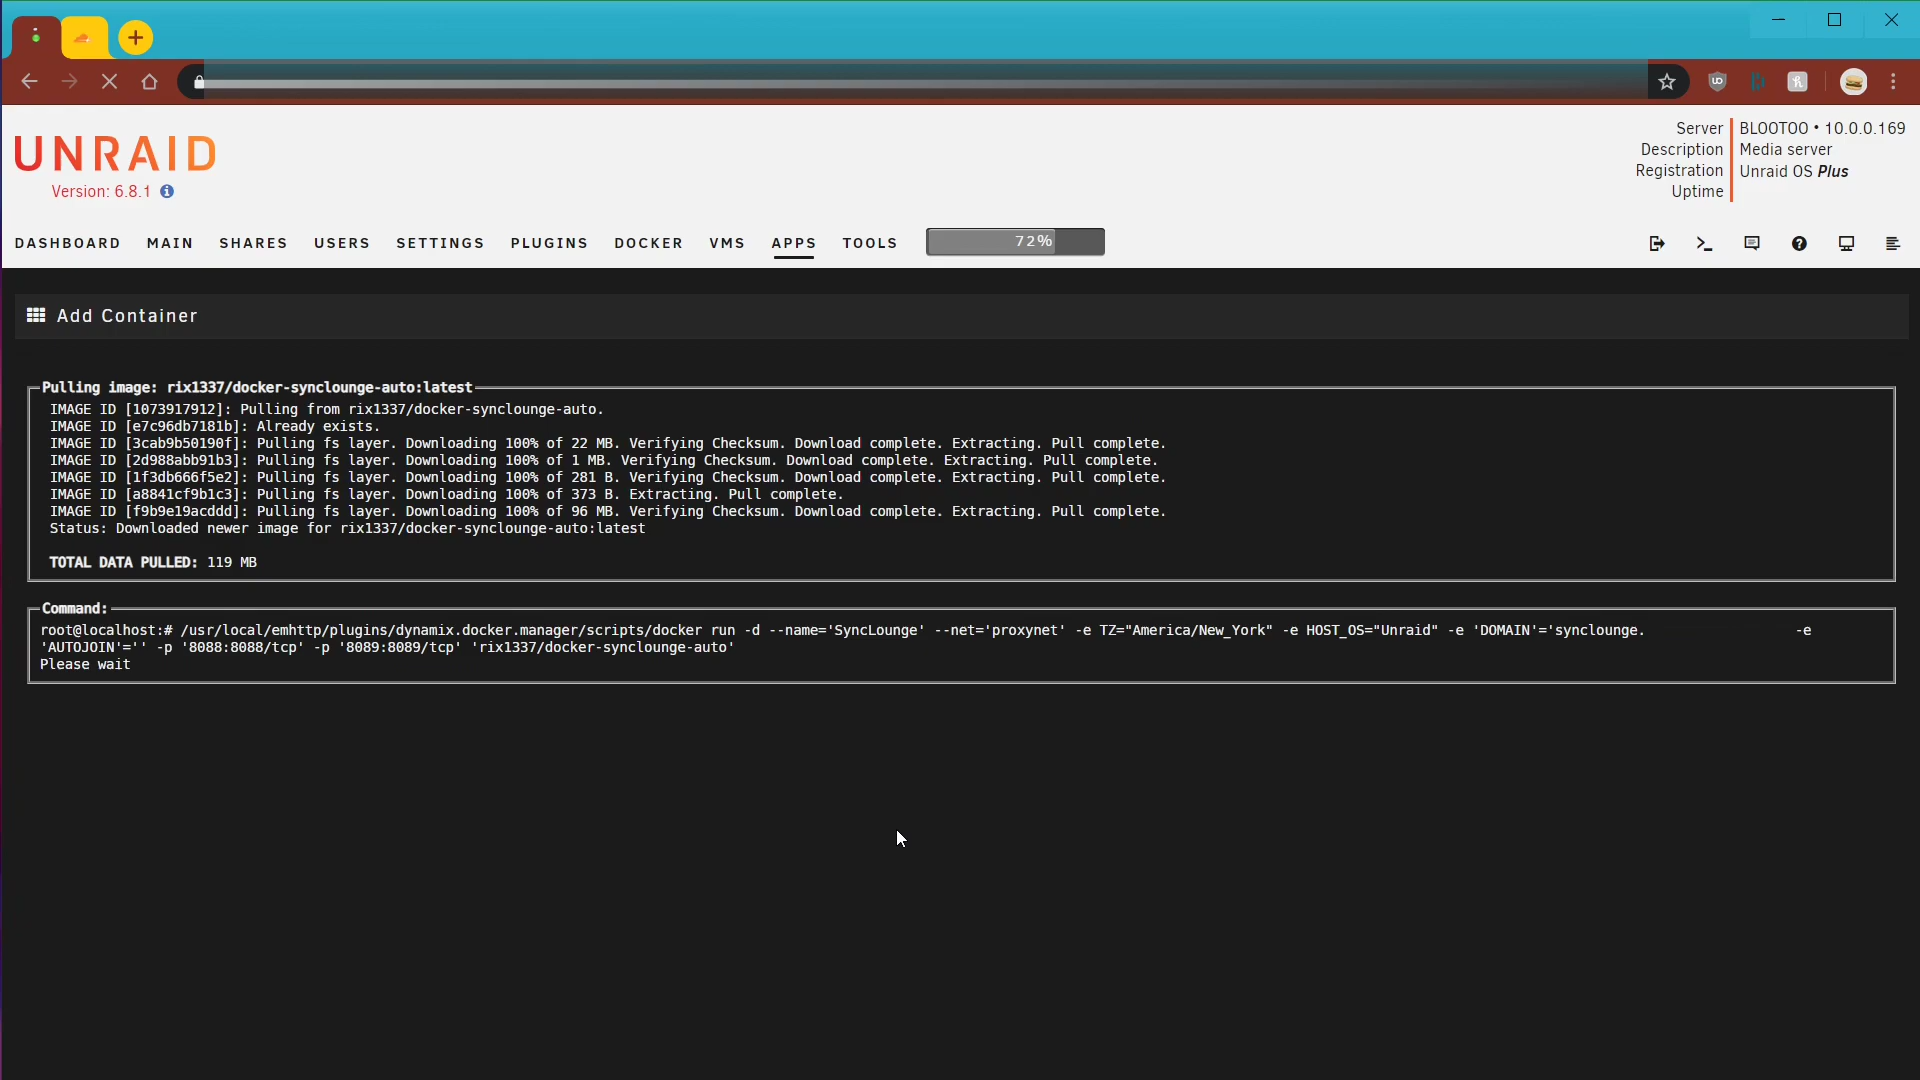 UNRAID
Version: 6.8.1
Server BLOOTOO • 10.0.0.169
Description Media server
Registration Unraid OS Plus
Uptime
DASHBOARD MAIN SHARES USERS SETTINGS PLUGINS DOCKER VMS APPS TOOLS 72%
Add Container
Pulling image: rix1337/docker-synclounge-auto:latest
IMAGE ID [1073917912]: Pulling from rix1337/docker-synclounge-auto.
IMAGE ID [e7c96db7181b]: Already exists.
IMAGE ID [3cab9b50190f]: Pulling fs layer. Downloading 100% of 22 MB. Verifying Checksum. Download complete. Extracting. Pull complete.
IMAGE ID [2d988abb91b3]: Pulling fs layer. Downloading 100% of 1 MB. Verifying Checksum. Download complete. Extracting. Pull complete.
IMAGE ID [1f3db666f5e2]: Pulling fs layer. Downloading 100% of 281 B. Verifying Checksum. Download complete. Extracting. Pull complete.
IMAGE ID [a8841cf9b1c3]: Pulling fs layer. Downloading 100% of 373 B. Extracting. Pull complete.
IMAGE ID [f9b9e19acddd]: Pulling fs layer. Downloading 100% of 96 MB. Verifying Checksum. Download complete. Extracting. Pull complete.
Status: Downloaded newer image for rix1337/docker-synclounge-auto:latest
TOTAL DATA PULLED: 119 MB
Command:
root@localhost:# /usr/local/emhttp/plugins/dynamix.docker.manager/scripts/docker run -d --name='SyncLounge' --net='proxynet' -e TZ="America/New_York" -e HOST_OS="Unraid" -e 'DOMAIN'='synclounge. -e
'AUTOJOIN'='' -p '8088:8088/tcp' -p '8089:8089/tcp' 'rix1337/docker-synclounge-auto'
Please wait